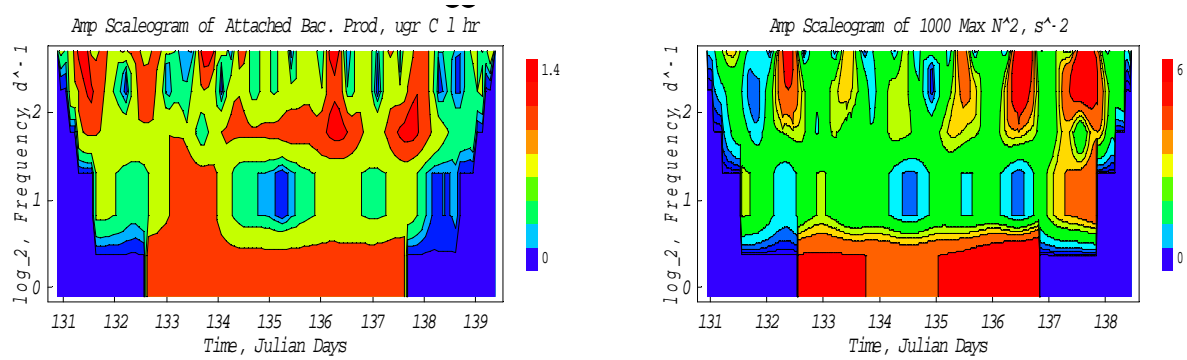 Amp Scaleogram of Attached Bac. Prod, ugr C l hr
log_2, Frequency, d^-1
2
1
0
131 132 133 134 135 136 137 138 139
Time, Julian Days
1.4
0
Amp Scaleogram of 1000 Max N^2, s^-2
log_2, Frequency, d^-1
2
1
0
131 132 133 134 135 136 137 138
Time, Julian Days
6
0